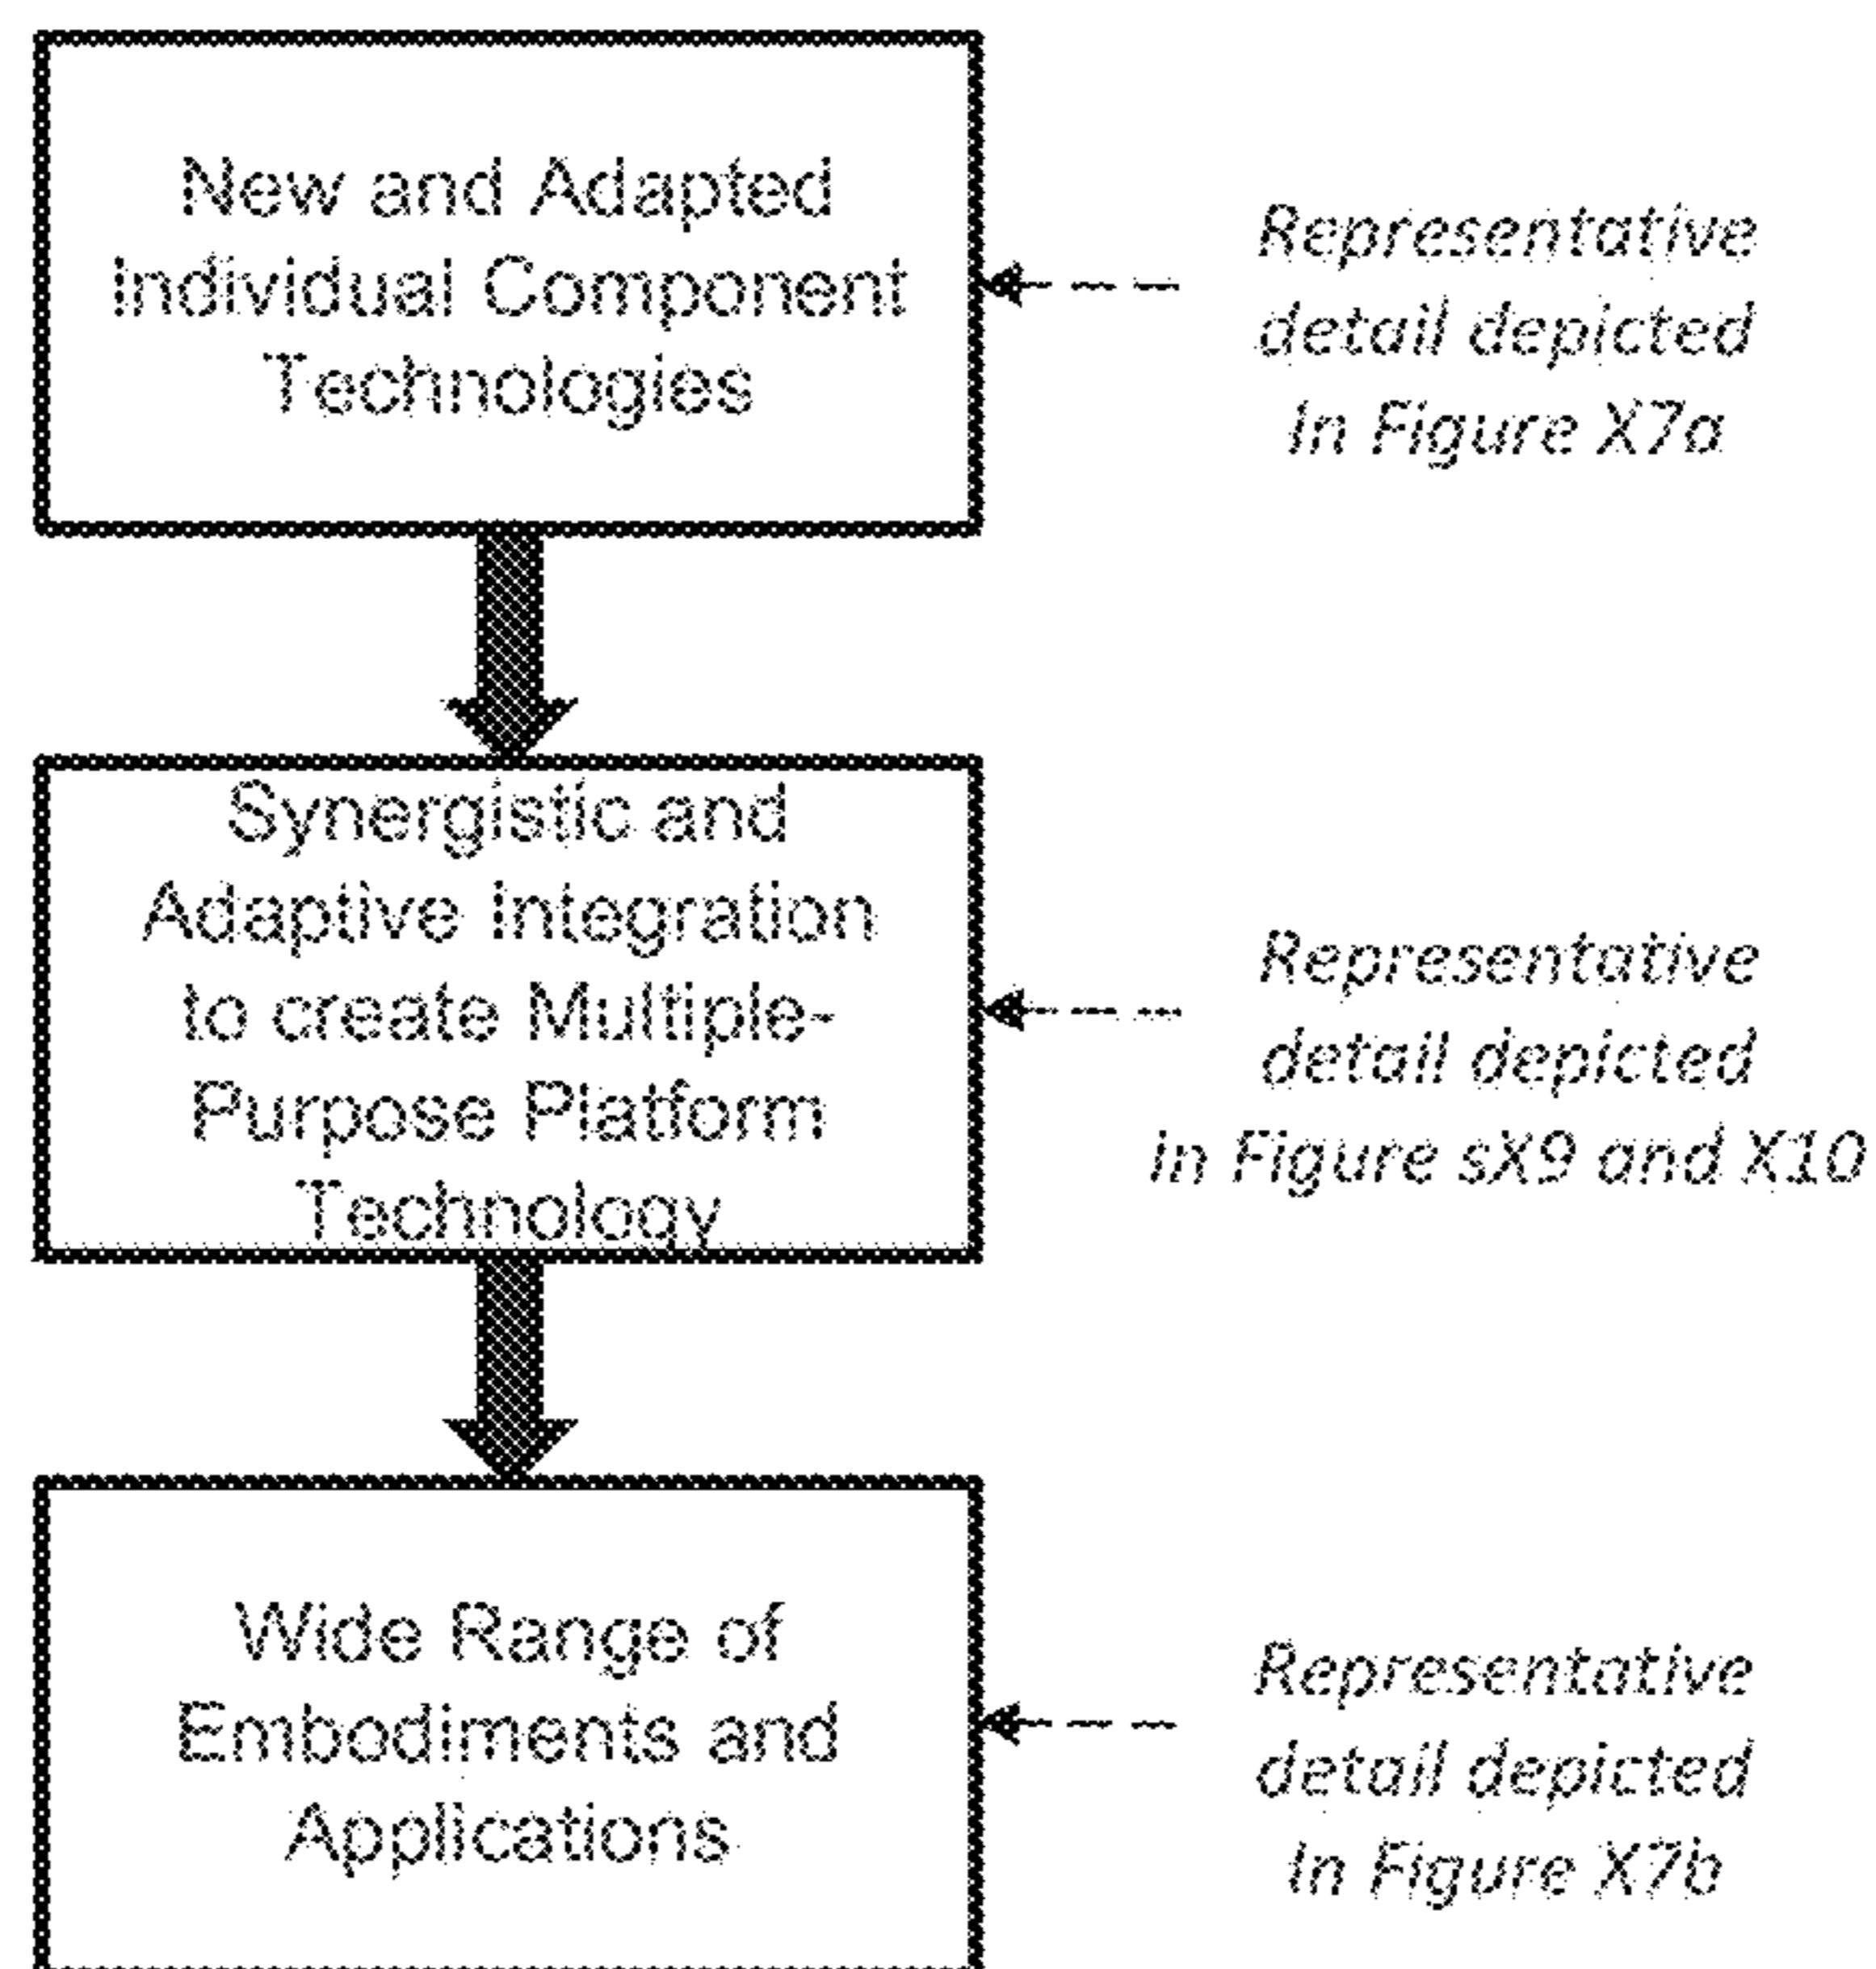 New and Adapted
Individual Component
Technologies
Representative
detail depicted
In Figure X7a
Synergistic and
Adaptive Integration
to create Multiple-
Purpose Platform
Technology
Representative
detail depicted
In Figure sX9 and X10
Wide Range of
Embodiments and
Applications
Representative
detail depicted
In Figure X7b